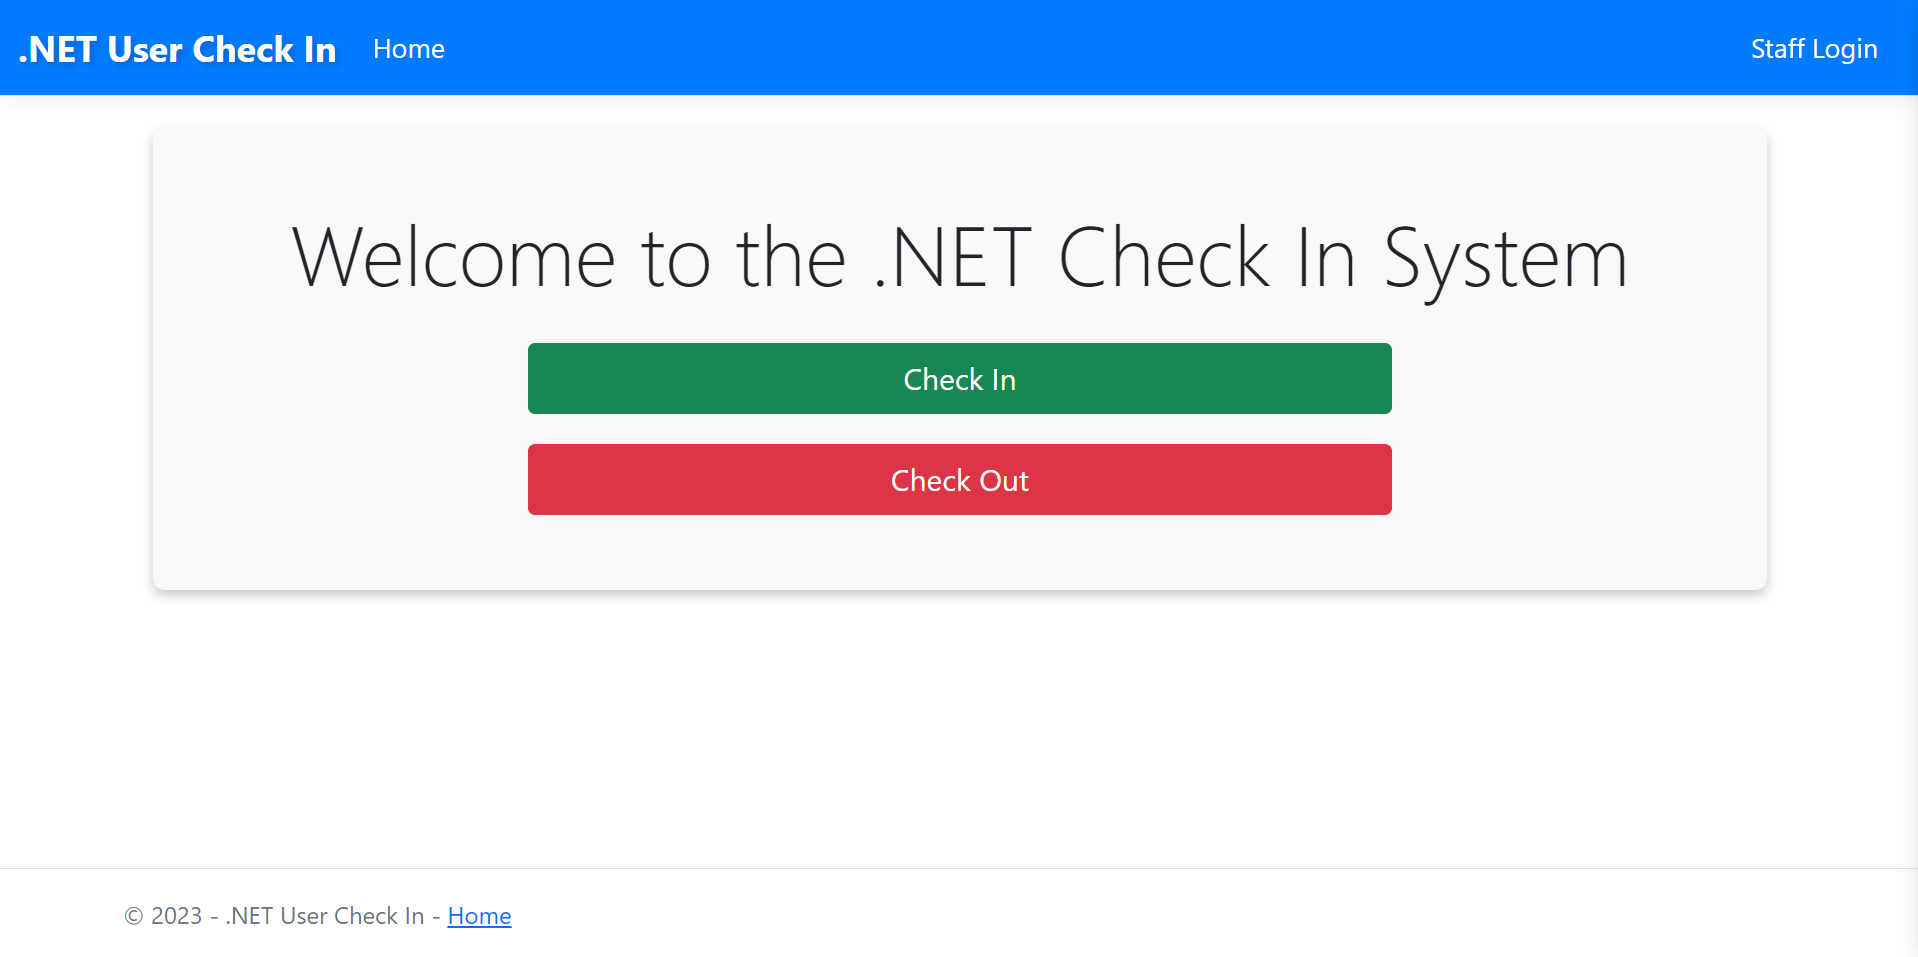 .NET User Check In Home Staff Login
Welcome to the .NET Check In System
Check In
Check Out
© 2023 - .NET User Check In - Home